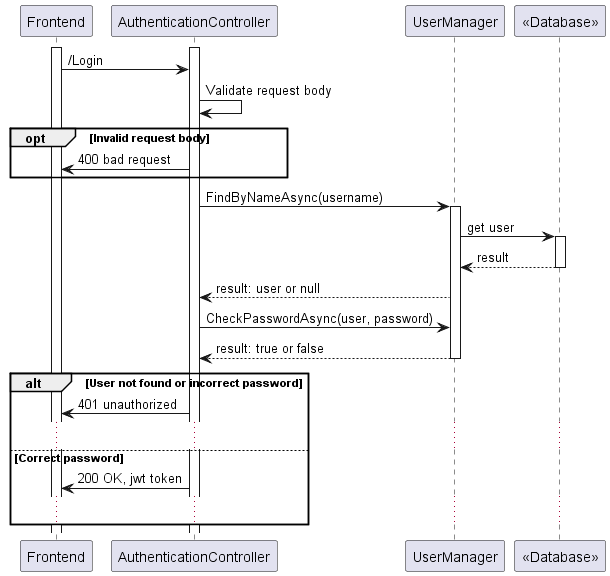 Frontend AuthenticationController UserManager «Database»
/Login
Validate request body
opt [Invalid request body]
400 bad request
FindByNameAsync(username)
get user
result
result: user or null
CheckPasswordAsync(user, password)
result: true or false
alt [User not found or incorrect password]
401 unauthorized
[Correct password]
200 OK, jwt token
Frontend AuthenticationController UserManager «Database»